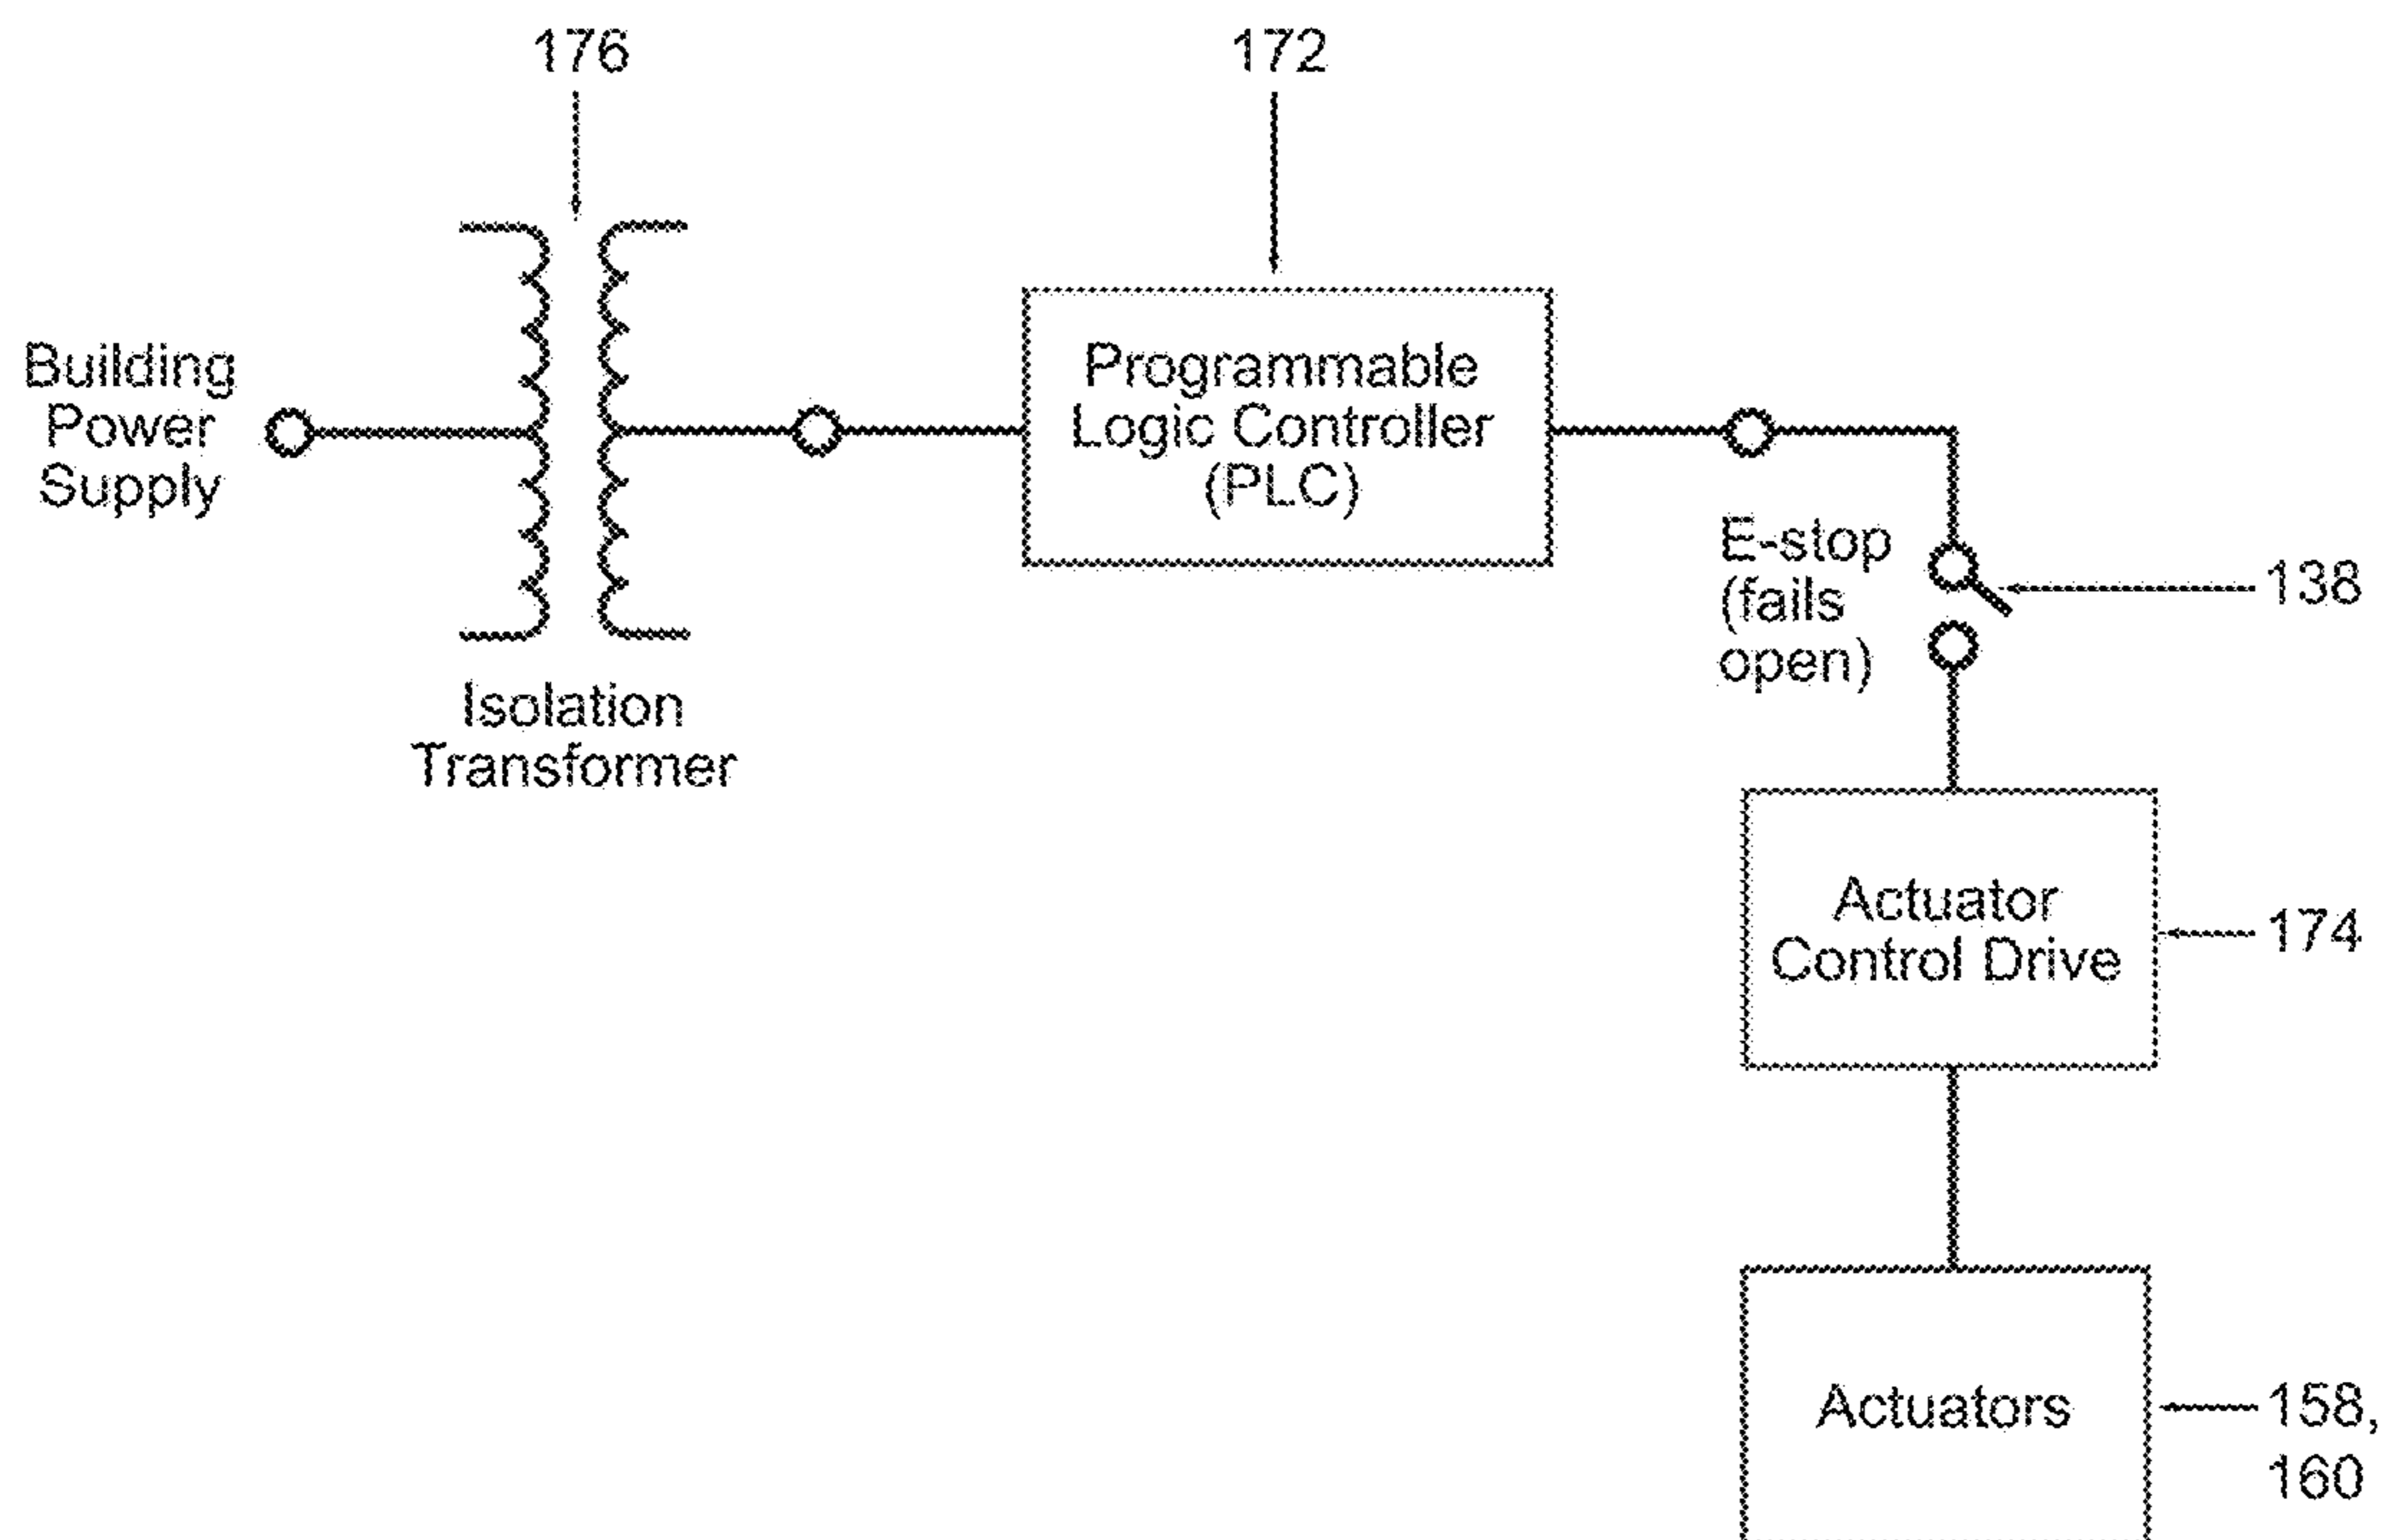 176
172
Building
Power
Supply
Programmable
Logic Controller
(PLC)
Isolation
Transformer
E-stop
(fails
open)
138
Actuator
Control Drive
174
Actuators
158,
160